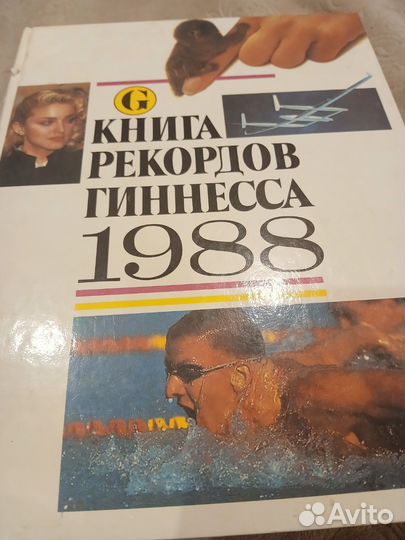 G
КНИГА
РЕКОРДОВ
ГИННЕССА
1988
Avito